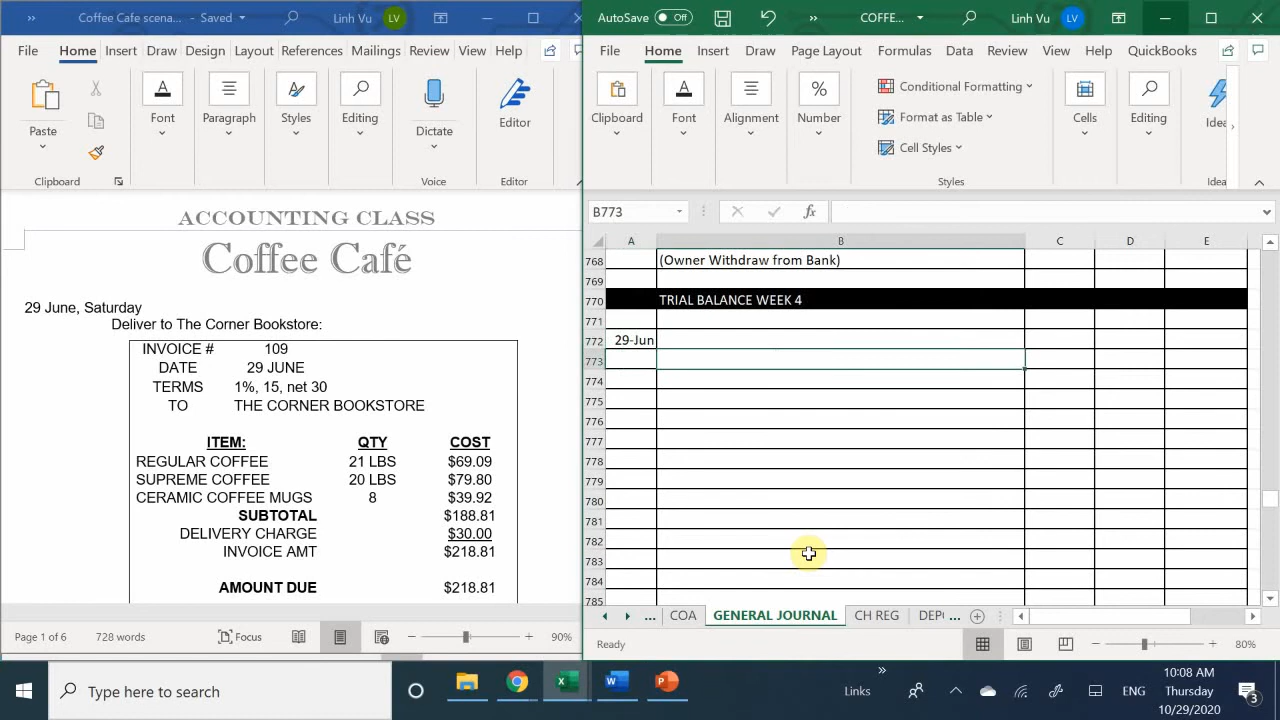 Coffee Cafe scena... - Saved
Linh Vu LV
File Home Insert Draw Design Layout References Mailings Review View Help
Paste
Font
Paragraph
Styles
Editing
Dictate
Editor
Clipboard
Voice
Editor
ACCOUNTING CLASS
Coffee Café
29 June, Saturday
Deliver to The Corner Bookstore:
INVOICE # 109
DATE 29 JUNE
TERMS 1%, 15, net 30
TO THE CORNER BOOKSTORE
ITEM: QTY COST
REGULAR COFFEE 21 LBS $69.09
SUPREME COFFEE 20 LBS $79.80
CERAMIC COFFEE MUGS 8 $39.92
SUBTOTAL $188.81
DELIVERY CHARGE $30.00
INVOICE AMT $218.81
AMOUNT DUE $218.81
Page 1 of 6 728 words Focus 90%
AutoSave Off COFFE... Linh Vu LV
File Home Insert Draw Page Layout Formulas Data Review View Help QuickBooks
Clipboard
Font
Alignment
Number
Conditional Formatting
Format as Table
Cell Styles
Cells
Editing
Idea
Styles
Idea
B773 fx
A B C D E
768 (Owner Withdraw from Bank)
769
770 TRIAL BALANCE WEEK 4
771
772 29-Jun
773
774
775
776
777
778
779
780
781
782
783
784
785
... COA GENERAL JOURNAL CH REG DEP( ...
Ready 80%
Type here to search
Links
ENG
10:08 AM
Thursday
10/29/2020
3